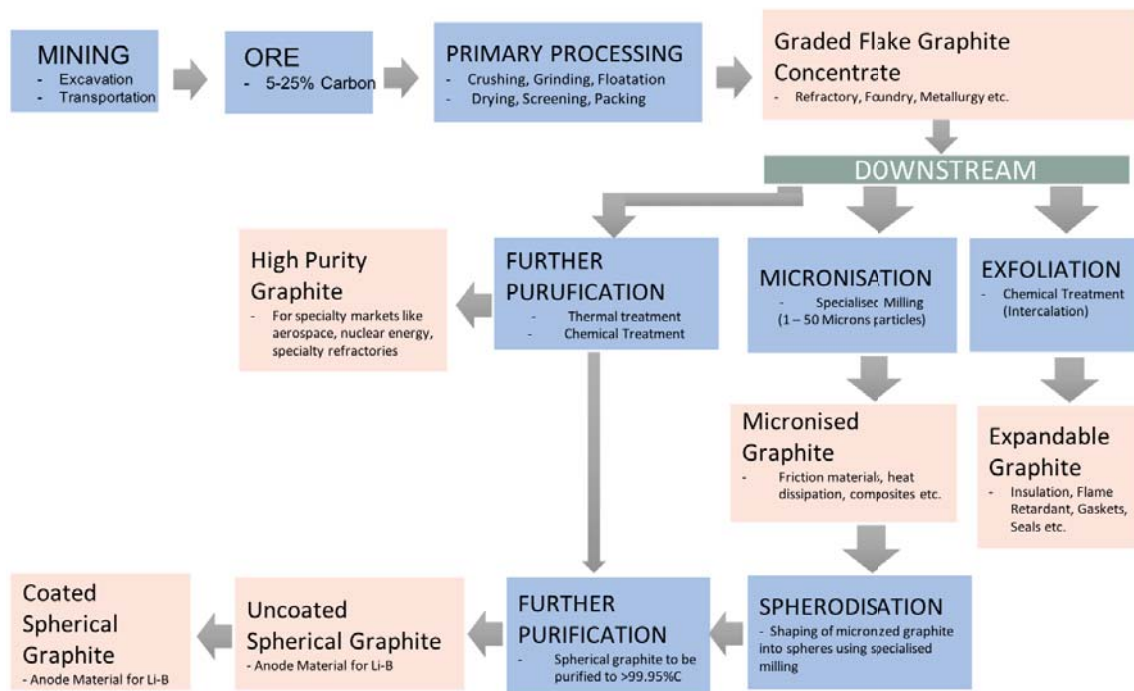 MINING
- Excavation
- Transportation
ORE
- 5-25% Carbon
PRIMARY PROCESSING
- Crushing, Grinding, Floatation
- Drying, Screening, Packing
Graded Flake Graphite
Concentrate
- Refractory, Foundry, Metallurgy etc.
DOWNSTREAM
High Purity
Graphite
- For specialty markets like
aerospace, nuclear energy,
specialty refractories
FURTHER
PURUFICATION
- Thermal treatment
- Chemical Treatment
MICRONISATION
- Specialised Milling
(1 – 50 Microns particles)
EXFOLIATION
- Chemical Treatment
(Intercalation)
Micronised
Graphite
- Friction materials, heat
dissipation, composites etc.
Expandable
Graphite
- Insulation, Flame
Retardant, Gaskets,
Seals etc.
Coated
Spherical
Graphite
- Anode Material for Li-B
Uncoated
Spherical Graphite
- Anode Material for Li-B
FURTHER
PURIFICATION
- Spherical graphite to be
purified to >99.95%C
SPHERODISATION
- Shaping of micronized graphite
into spheres using specialised
milling